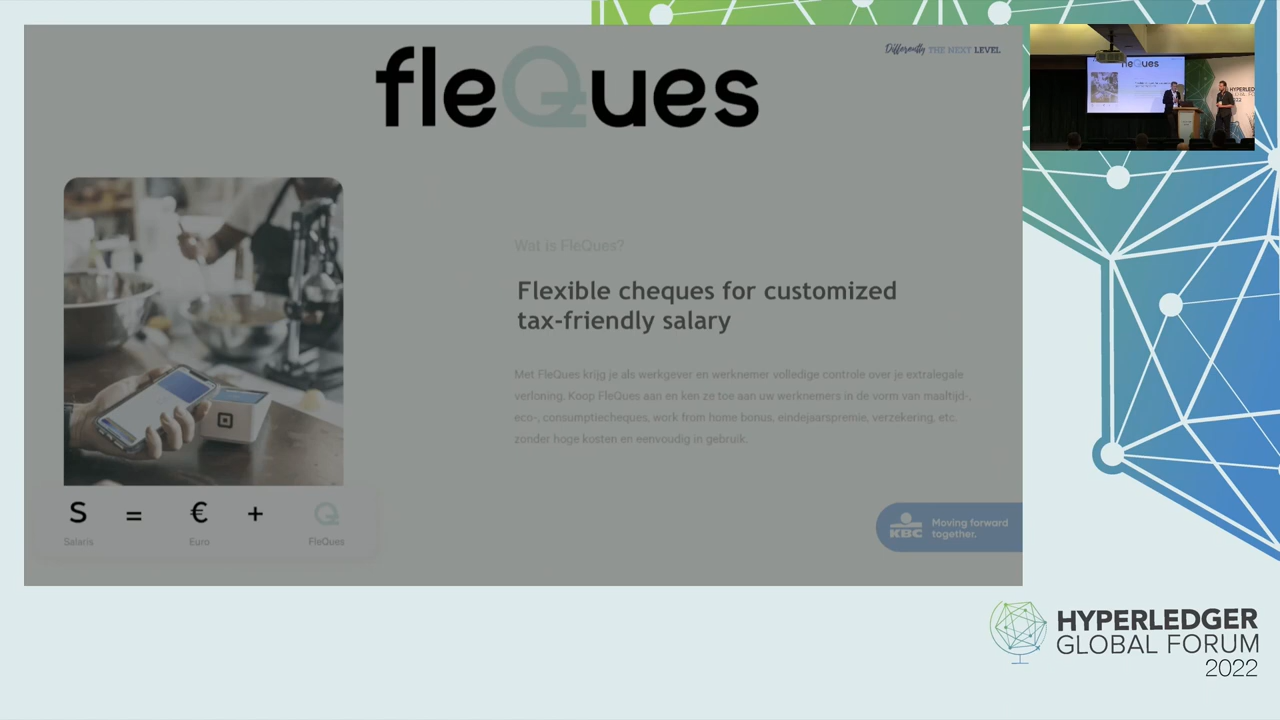 fleQues
Differently THE NEXT LEVEL
Wat is FleQues?
Flexible cheques for customized
tax-friendly salary
Met FleQues krijg je als werkgever en werknemer volledige controle over je extralegale
verloning. Koop FleQues aan en ken ze toe aan uw werknemers in de vorm van maaltijd-,
eco-, consumptiecheques, work from home bonus, eindejaarspremie, verzekering, etc.
zonder hoge kosten en eenvoudig in gebruik.
S = € + Q
Salaris Euro FleQues
KBC
Moving forward
together.
fleQues
HYPERLEDGER
GLOBAL FORUM
2022